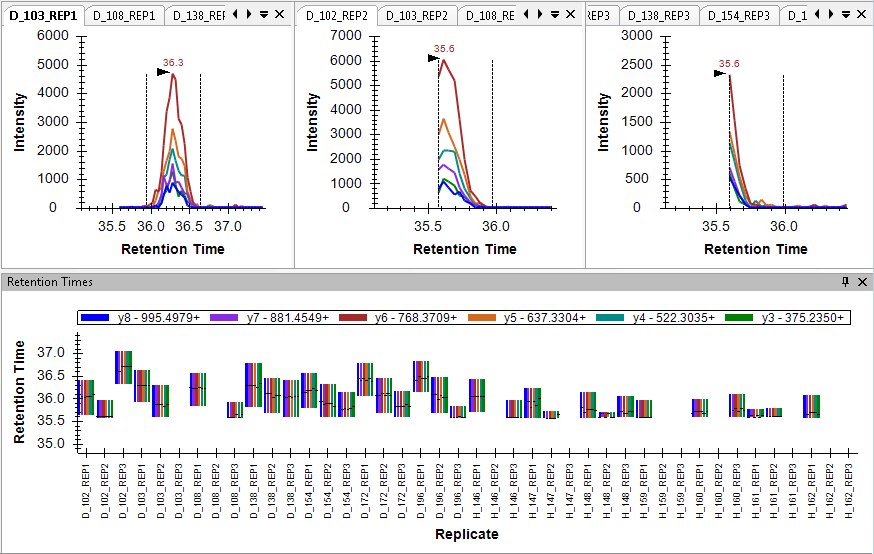 D_103_REP1 D_108_REP1 D_138_REP
6000
5000
4000
3000
2000
1000
0
Intensity
36.3
35.5 36.0 36.5 37.0
Retention Time
D_102_REP2 D_103_REP2 D_108_RE
7000
6000
5000
4000
3000
2000
1000
0
Intensity
35.6
35.5 36.0
Retention Time
REP3 D_138_REP3 D_154_REP3 D_1
3000
2500
2000
1500
1000
500
0
Intensity
35.6
35.5 36.0
Retention Time
Retention Times
y8 - 995.4979+ y7 - 881.4549+ y6 - 768.3709+ y5 - 637.3304+ y4 - 522.3035+ y3 - 375.2350+
37.0
36.5
36.0
35.5
35.0
Retention Time
D_102_REP1
D_102_REP2
D_102_REP3
D_103_REP1
D_103_REP2
D_103_REP3
D_108_REP1
D_108_REP2
D_108_REP3
D_138_REP1
D_138_REP2
D_138_REP3
D_154_REP1
D_154_REP2
D_154_REP3
D_172_REP1
D_172_REP2
D_172_REP3
D_196_REP1
D_196_REP2
D_196_REP3
H_146_REP1
H_146_REP2
H_146_REP3
H_147_REP1
H_147_REP2
H_147_REP3
H_148_REP1
H_148_REP2
H_148_REP3
H_159_REP1
H_159_REP2
H_159_REP3
H_160_REP1
H_160_REP2
H_160_REP3
H_161_REP1
H_161_REP2
H_161_REP3
H_162_REP1
H_162_REP2
H_162_REP3
Replicate